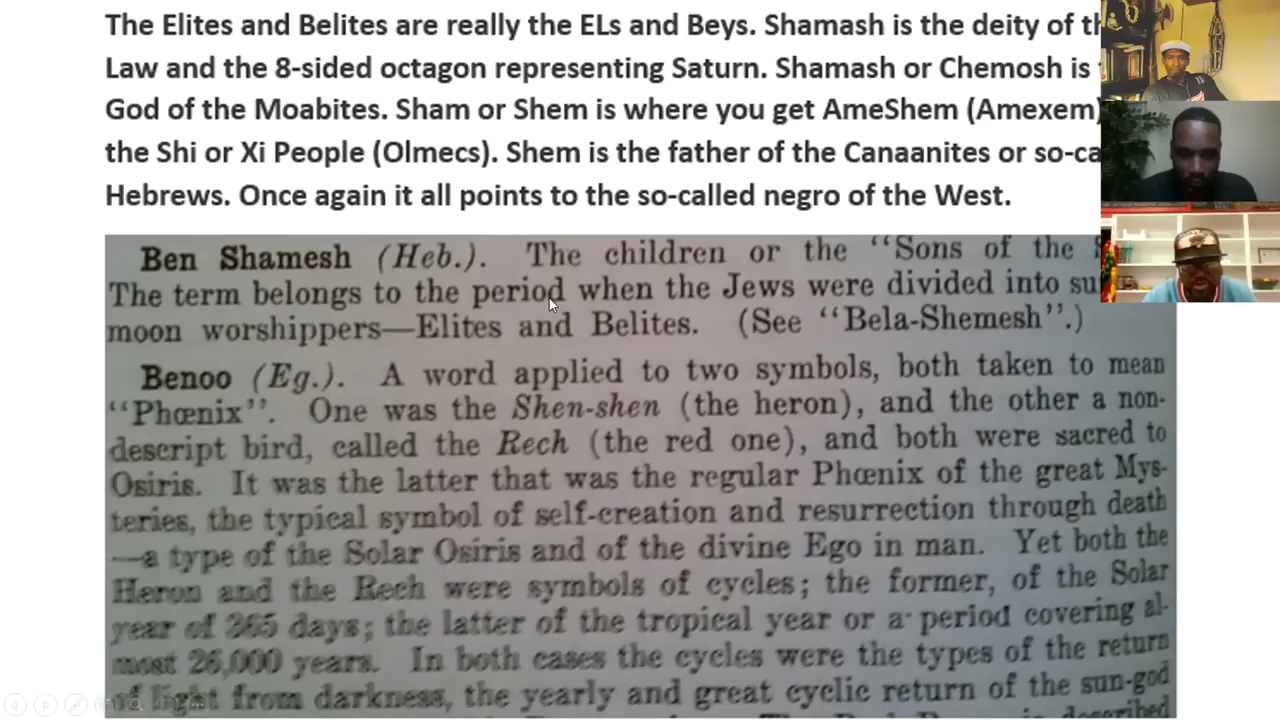 The Elites and Belites are really the ELs and Beys. Shamash is the deity of th
Law and the 8-sided octagon representing Saturn. Shamash or Chemosh is
God of the Moabites. Sham or Shem is where you get AmeShem (Amexem)
the Shi or Xi People (Olmecs). Shem is the father of the Canaanites or so-ca
Hebrews. Once again it all points to the so-called negro of the West.
Ben Shamesh (Heb.). The children or the “Sons of the
The term belongs to the period when the Jews were divided into su
moon worshippers—Elites and Belites. (See “Bela-Shemesh”.)
Benoo (Eg.). A word applied to two symbols, both taken to mean
“Phœnix”. One was the Shen-shen (the heron), and the other a non-
descript bird, called the Rech (the red one), and both were sacred to
Osiris. It was the latter that was the regular Phœnix of the great Mys-
teries, the typical symbol of self-creation and resurrection through death
—a type of the Solar Osiris and of the divine Ego in man. Yet both the
Heron and the Rech were symbols of cycles; the former, of the Solar
year of 365 days; the latter of the tropical year or a period covering al-
most 26,000 years. In both cases the cycles were the types of the return
of light from darkness, the yearly and great cyclic return of the sun-god
described